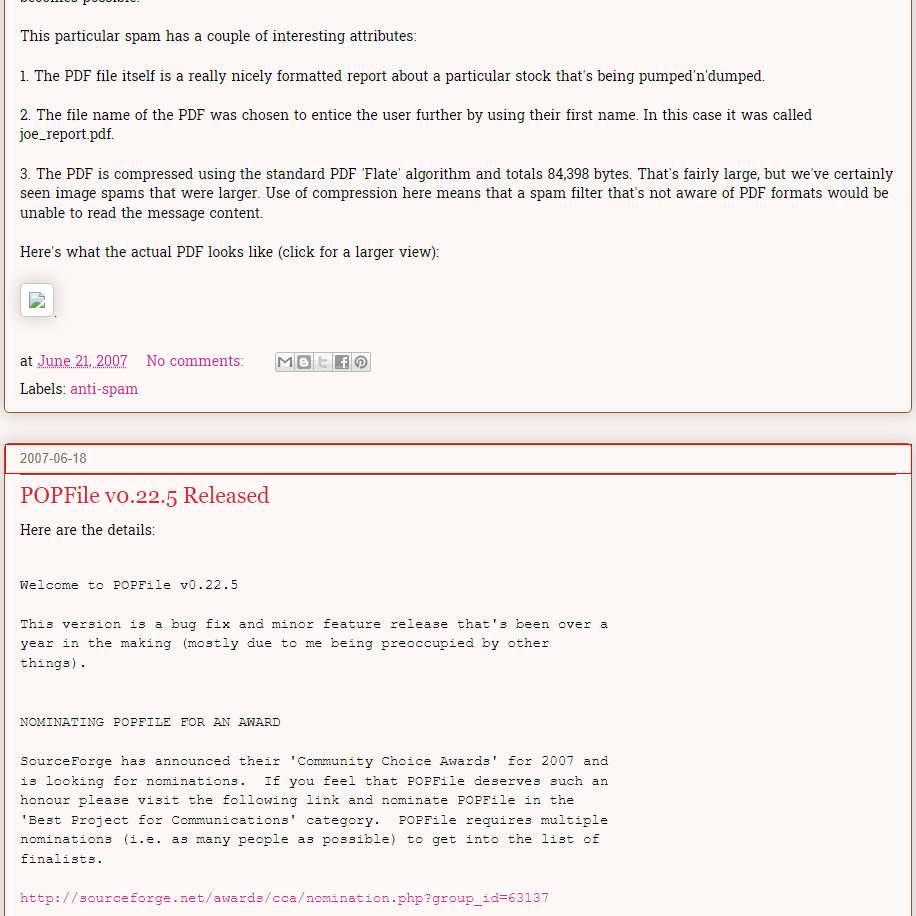 This particular spam has a couple of interesting attributes:
1. The PDF file itself is a really nicely formatted report about a particular stock that's being pumped'n'dumped.
2. The file name of the PDF was chosen to entice the user further by using their first name. In this case it was called
joe_report.pdf.
3. The PDF is compressed using the standard PDF 'Flate' algorithm and totals 84,398 bytes. That's fairly large, but we've certainly
seen image spams that were larger. Use of compression here means that a spam filter that's not aware of PDF formats would be
unable to read the message content.
Here's what the actual PDF looks like (click for a larger view):
.
at June 21, 2007 No comments:
Labels: anti-spam
2007-06-18
POPFile v0.22.5 Released
Here are the details:
Welcome to POPFile v0.22.5
This version is a bug fix and minor feature release that's been over a
year in the making (mostly due to me being preoccupied by other
things).
NOMINATING POPFILE FOR AN AWARD
SourceForge has announced their 'Community Choice Awards' for 2007 and
is looking for nominations.  If you feel that POPFile deserves such an
honour please visit the following link and nominate POPFile in the
'Best Project for Communications' category.  POPFile requires multiple
nominations (i.e. as many people as possible) to get into the list of
finalists.
http://sourceforge.net/awards/cca/nomination.php?group_id=63137